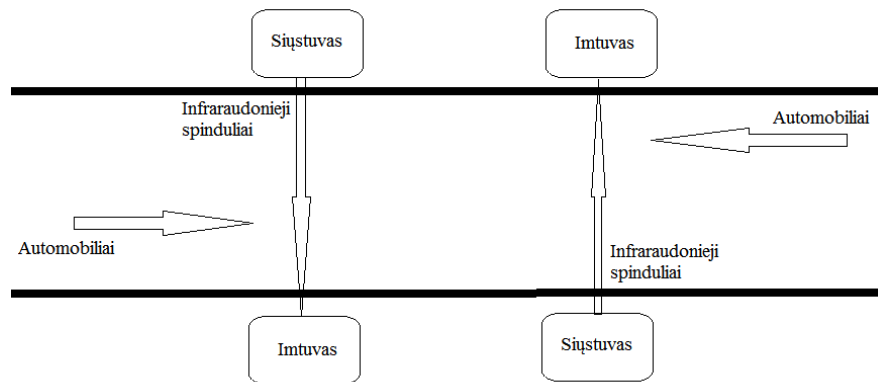 Siųstuvas
Imtuvas
Infraraudonieji
spinduliai
Automobiliai
Automobiliai
Infraraudonieji
spinduliai
Imtuvas
Siųstuvas